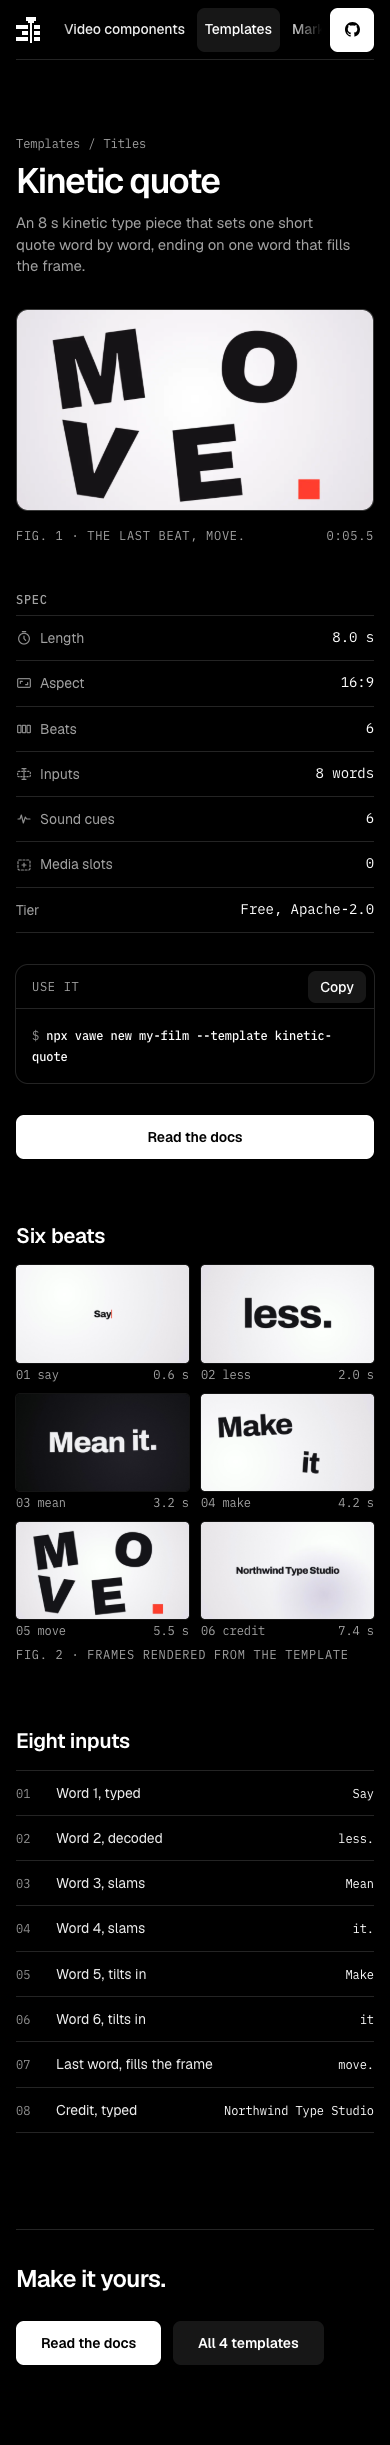 Video components Templates
Templates / Titles
Kinetic quote
An 8 s kinetic type piece that sets one short
quote word by word, ending on one word that fills
the frame.
M O
V E .
FIG. 1 · THE LAST BEAT, MOVE. 0:05.5
SPEC
Length 8.0 s
Aspect 16:9
Beats 6
Inputs 8 words
Sound cues 6
Media slots 0
Tier Free, Apache-2.0
USE IT Copy
$ npx vawe new my-film --template kinetic-
quote
Read the docs
Six beats
Say less.
01 say 0.6 s 02 less 2.0 s
Mean it. Make it
03 mean 3.2 s 04 make 4.2 s
M O
V E . Northwind Type Studio
05 move 5.5 s 06 credit 7.4 s
FIG. 2 · FRAMES RENDERED FROM THE TEMPLATE
Eight inputs
01 Word 1, typed Say
02 Word 2, decoded less.
03 Word 3, slams Mean
04 Word 4, slams it.
05 Word 5, tilts in Make
06 Word 6, tilts in it
07 Last word, fills the frame move.
08 Credit, typed Northwind Type Studio
Make it yours.
Read the docs All 4 templates